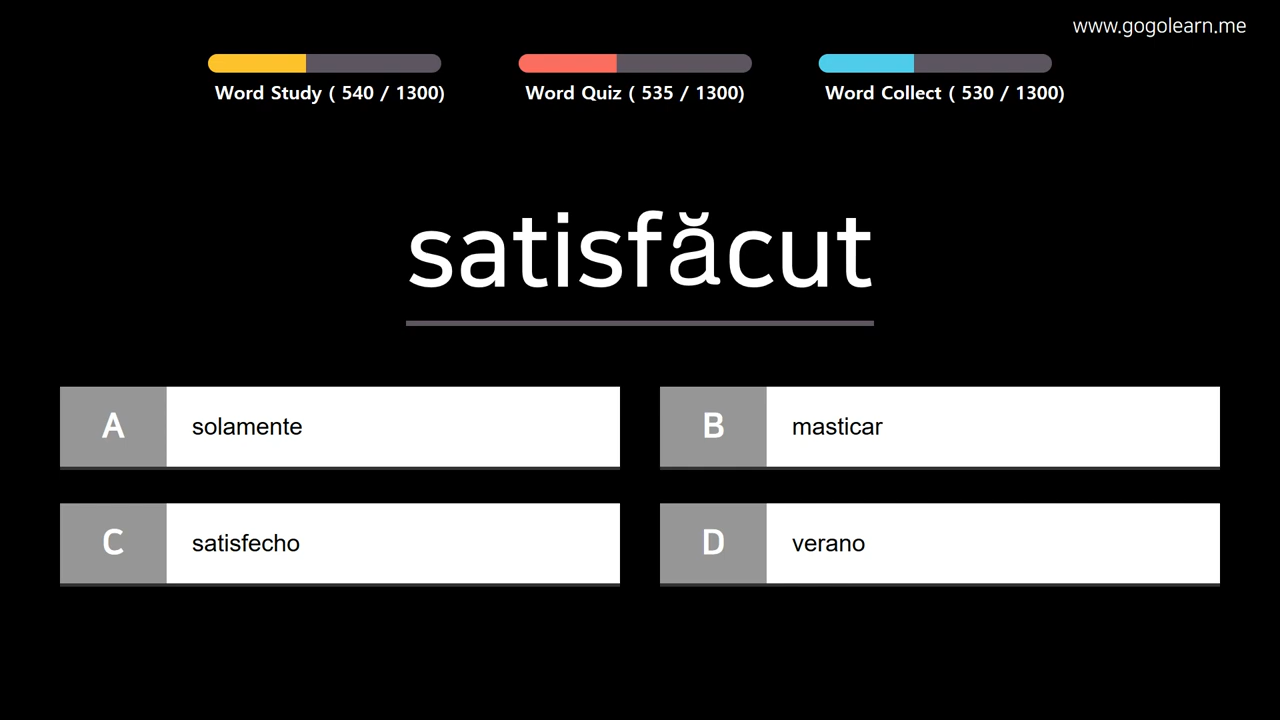 www.gogolearn.me
Word Study ( 540 / 1300)
Word Quiz ( 535 / 1300)
Word Collect ( 530 / 1300)
satisfăcut
A solamente
B masticar
C satisfecho
D verano